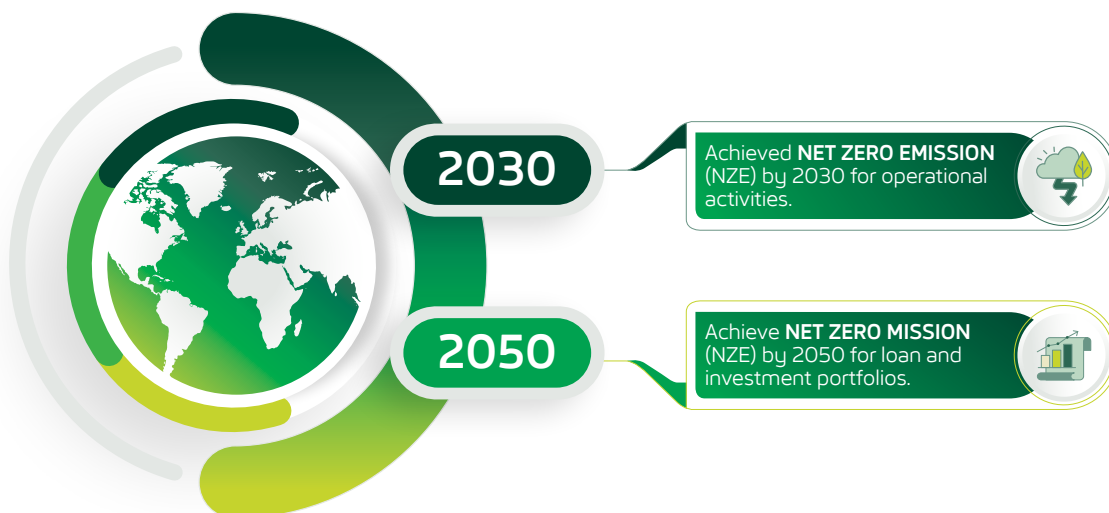 2030
Achieved NET ZERO EMISSION
(NZE) by 2030 for operational
activities.
2050
Achieve NET ZERO MISSION
(NZE) by 2050 for loan and
investment portfolios.